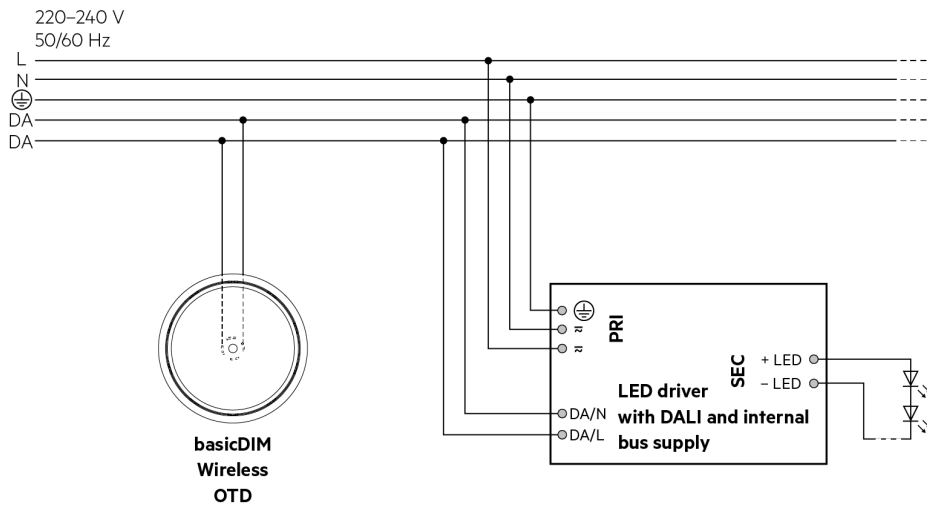 220–240 V
50/60 Hz
L
N
DA
DA
PRI
SEC
+ LED
– LED
LED driver
with DALI and internal
bus supply
DA/N
DA/L
basicDIM
Wireless
OTD